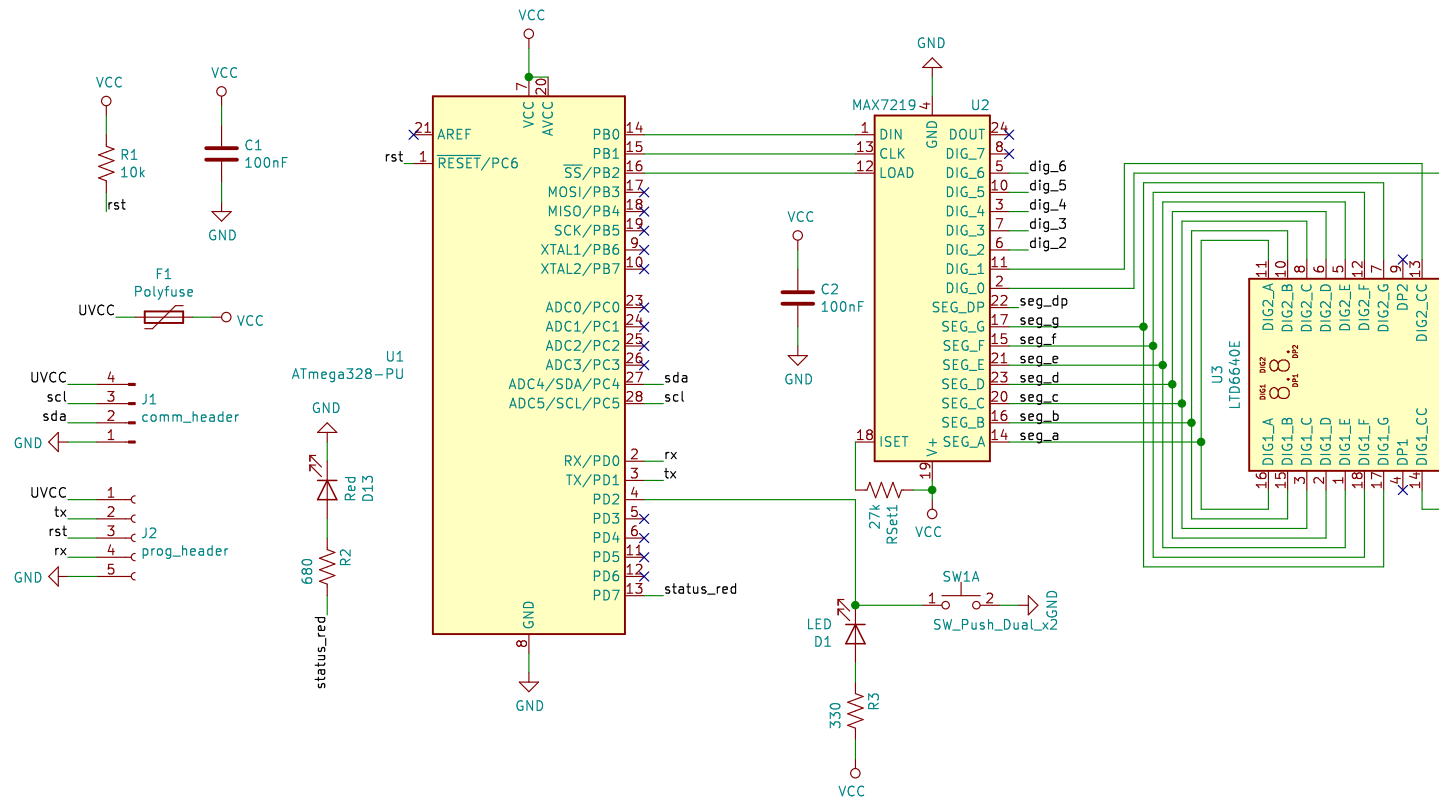 VCC
R1
10k
rst
VCC
C1
100nF
GND
F1
Polyfuse
UVCC
VCC
UVCC 4
scl 3
sda 2
GND 1
J1
comm_header
UVCC 1
tx 2
rst 3
rx 4
GND 5
J2
prog_header
GND
Red
D13
680
R2
status_red
VCC
7
20
VCC
AVCC
21 AREF
rst 1 RESET/PC6
U1
ATmega328-PU
PB0 14
PB1 15
SS/PB2 16
MOSI/PB3 17
MISO/PB4 18
SCK/PB5 19
XTAL1/PB6 9
XTAL2/PB7 10
ADC0/PC0 23
ADC1/PC1 24
ADC2/PC2 25
ADC3/PC3 26
ADC4/SDA/PC4 27 sda
ADC5/SCL/PC5 28 scl
RX/PD0 2 rx
TX/PD1 3 tx
PD2 4
PD3 5
PD4 6
PD5 11
PD6 12
PD7 13 status_red
GND
8
GND
VCC
C2
100nF
GND
GND
MAX7219
U2
4
GND
1 DIN
13 CLK
12 LOAD
18 ISET
DOUT 24
DIG_7 8
DIG_6 5 dig_6
DIG_5 10 dig_5
DIG_4 3 dig_4
DIG_3 7 dig_3
DIG_2 6 dig_2
DIG_1 11
DIG_0 2
SEG_DP 22 seg_dp
SEG_G 17 seg_g
SEG_F 15 seg_f
SEG_E 21 seg_e
SEG_D 23 seg_d
SEG_C 20 seg_c
SEG_B 16 seg_b
SEG_A 14 seg_a
V+
19
27k
RSet1
VCC
LED
D1
330
R3
VCC
SW1A
1 2
GND
SW_Push_Dual_x2
11 10 8 6 5 12 7 9 13
DIG2_A
DIG2_B
DIG2_C
DIG2_D
DIG2_E
DIG2_F
DIG2_G
DP2
DIG2_CC
U3
LTD6640E
DIG2
DP2
DIG1
DP1
DIG1_A
DIG1_B
DIG1_C
DIG1_D
DIG1_E
DIG1_F
DIG1_G
DP1
DIG1_CC
16 15 3 2 1 18 17 4 14